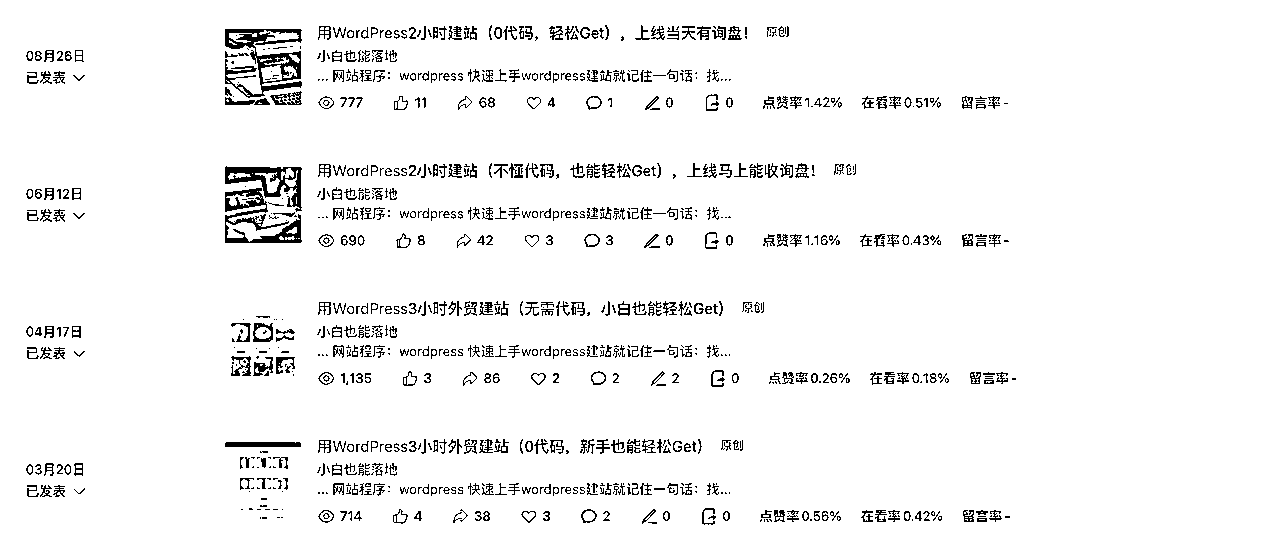 08月26日
已发表
用WordPress2小时建站（0代码，轻松Get），上线当天有询盘！ 原创
小白也能落地
... 网站程序：wordpress 快速上手wordpress建站就记住一句话：找...
777 11 68 4 1 0 0 点赞率1.42% 在看率0.51% 留言率-
06月12日
已发表
用WordPress2小时建站（不懂代码，也能轻松Get），上线马上能收询盘！ 原创
小白也能落地
... 网站程序：wordpress 快速上手wordpress建站就记住一句话：找...
690 8 42 3 3 0 0 点赞率1.16% 在看率0.43% 留言率-
04月17日
已发表
用WordPress3小时外贸建站（无需代码，小白也能轻松Get） 原创
小白也能落地
... 网站程序：wordpress 快速上手wordpress建站就记住一句话：找...
1,135 3 86 2 2 2 0 点赞率0.26% 在看率0.18% 留言率-
03月20日
已发表
用WordPress3小时外贸建站（0代码，新手也能轻松Get） 原创
小白也能落地
... 网站程序：wordpress 快速上手wordpress建站就记住一句话：找...
714 4 38 3 2 0 0 点赞率0.56% 在看率0.42% 留言率-